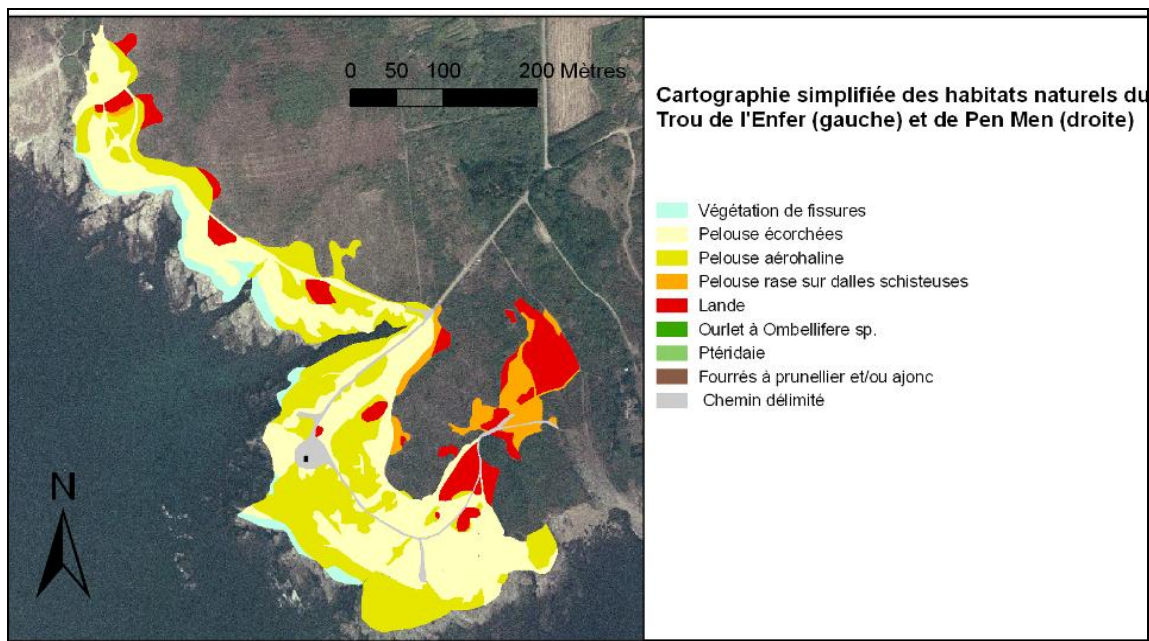 0 50 100 200 Mètres
N
Cartographie simplifiée des habitats naturels du
Trou de l'Enfer (gauche) et de Pen Men (droite)
Végétation de fissures
Pelouse écorchées
Pelouse aérohaline
Pelouse rase sur dalles schisteuses
Lande
Ourlet à Ombellifere sp.
Ptéridaie
Fourrés à prunellier et/ou ajonc
Chemin délimité